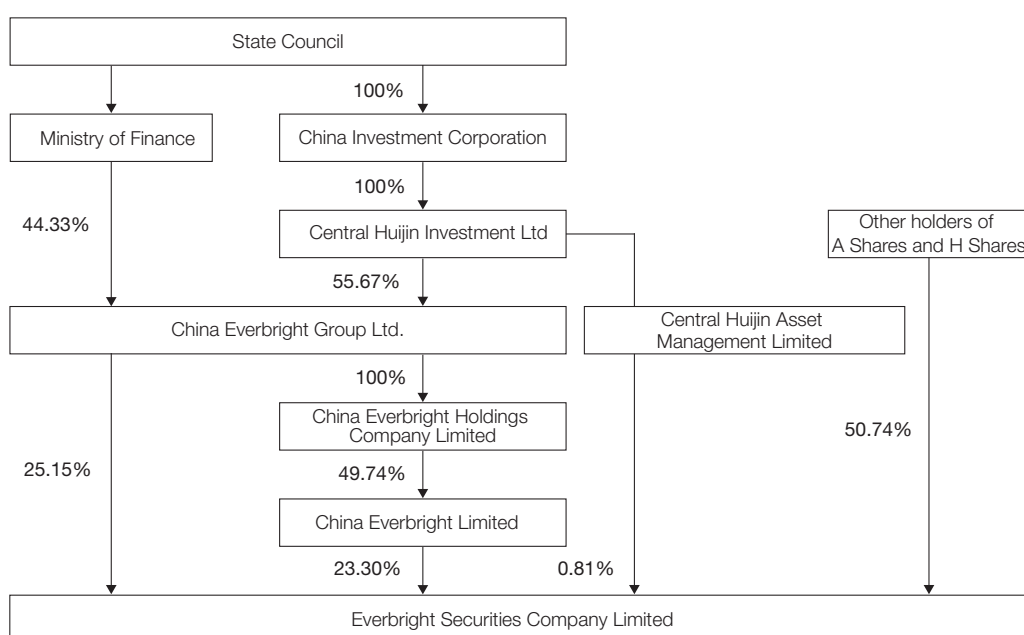 State Council
100%
Ministry of Finance
China Investment Corporation
100%
44.33%
Central Huijin Investment Ltd
Other holders of
A Shares and H Shares
55.67%
China Everbright Group Ltd.
Central Huijin Asset
Management Limited
100%
China Everbright Holdings
Company Limited
50.74%
25.15%
49.74%
China Everbright Limited
23.30%
0.81%
Everbright Securities Company Limited